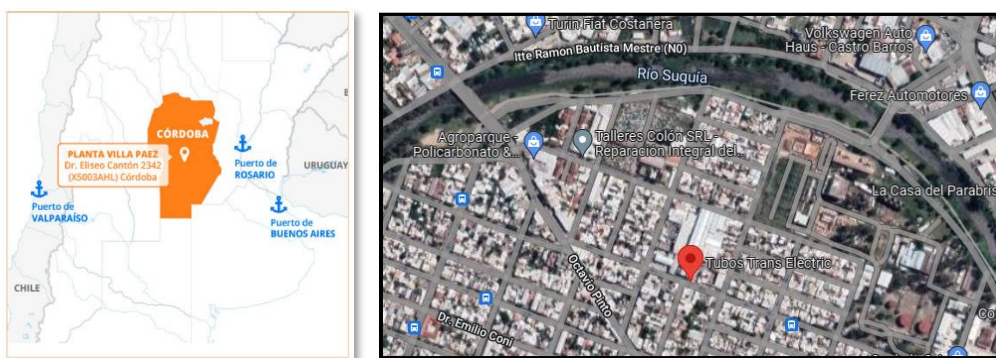 CÓRDOBA
PLANTA VILLA PAEZ
Dr. Eliseo Cantón 2342
(X5003AHL) Córdoba
Puerto de
ROSARIO
URUGUAY
Puerto de
VALPARAÍSO
Puerto de
BUENOS AIRES
CHILE
Turin Fiat Costanera
Volkswagen Auto
Haus - Castro Barros
Itte Ramon Bautista Mestre (N0)
Río Suquía
Ferez Automotores
Agroparque -
Policarbonato &...
Talleres Colón SRL -
Reparación Integral del...
La Casa del Parabris
Tubos Trans Electric
Octavio Pinto
Dr. Emilio Coni
Co